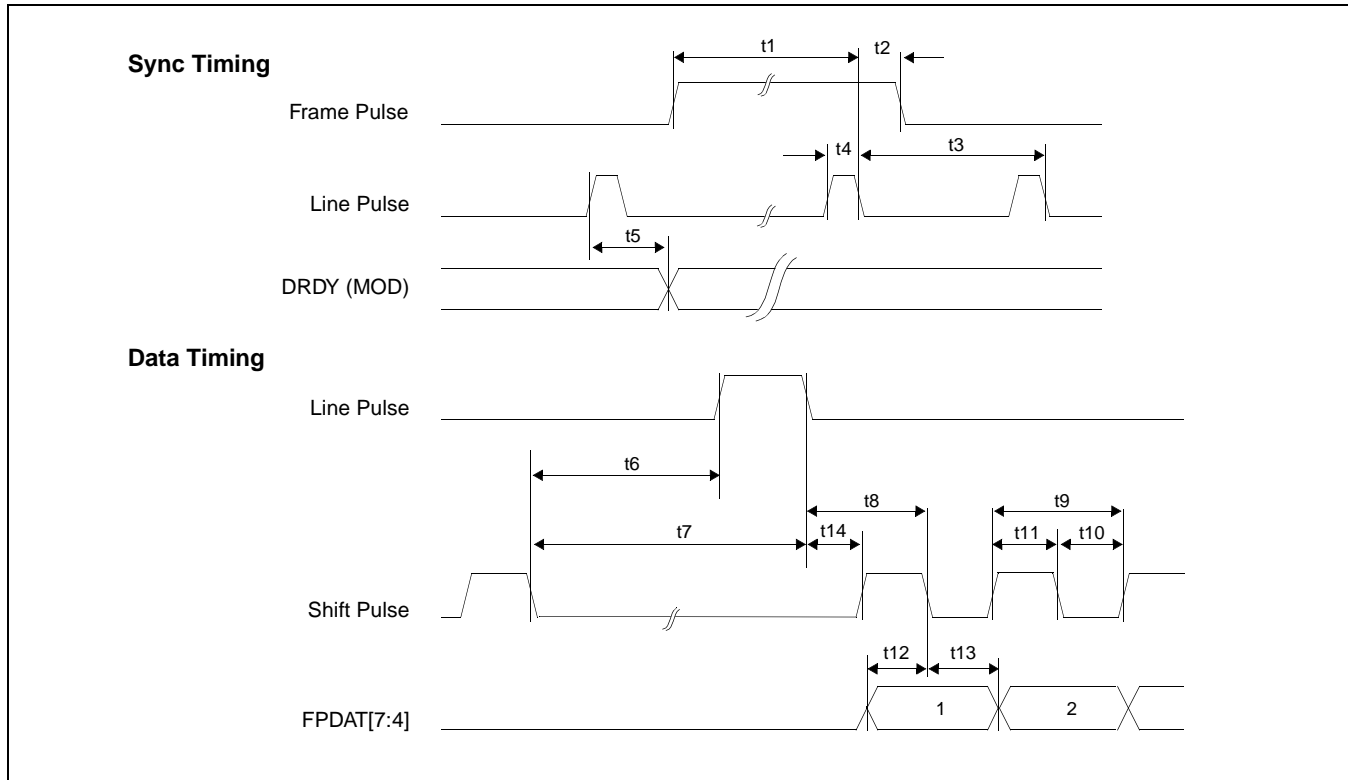 Sync Timing
t1
t2
Frame Pulse
t4
t3
Line Pulse
t5
DRDY (MOD)
Data Timing
Line Pulse
t6
t8
t9
t7
t14
t11
t10
Shift Pulse
t12
t13
FPDAT[7:4]
1
2